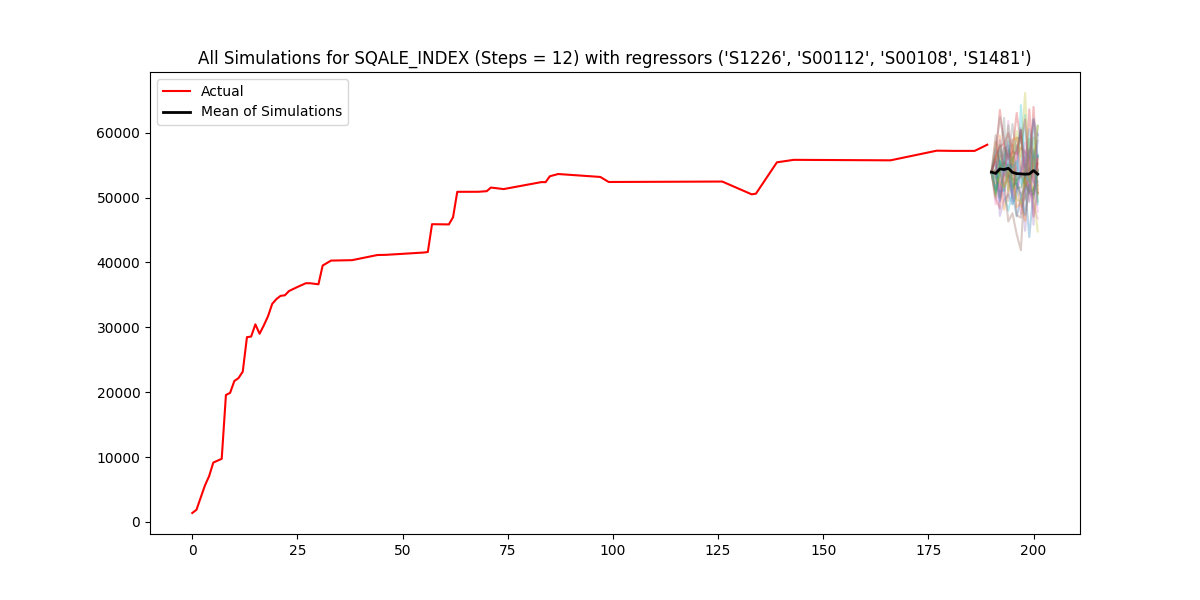 All Simulations for SQALE_INDEX (Steps = 12) with regressors ('S1226', 'S00112', 'S00108', 'S1481')
Actual
Mean of Simulations
60000
50000
40000
30000
20000
10000
0
0 25 50 75 100 125 150 175 200